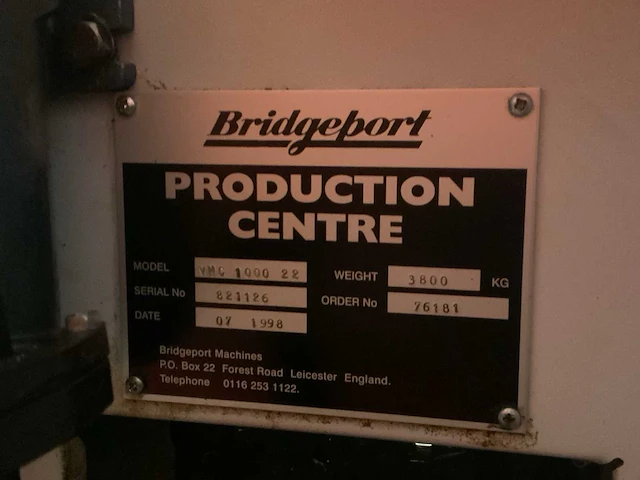 Bridgeport
PRODUCTION
CENTRE
MODEL VMC 1000 22 WEIGHT 3800 KG
SERIAL No 221126 ORDER No 76181
DATE 07 1998
Bridgeport Machines
P.O. Box 22 Forest Road Leicester England.
Telephone 0116 253 1122.